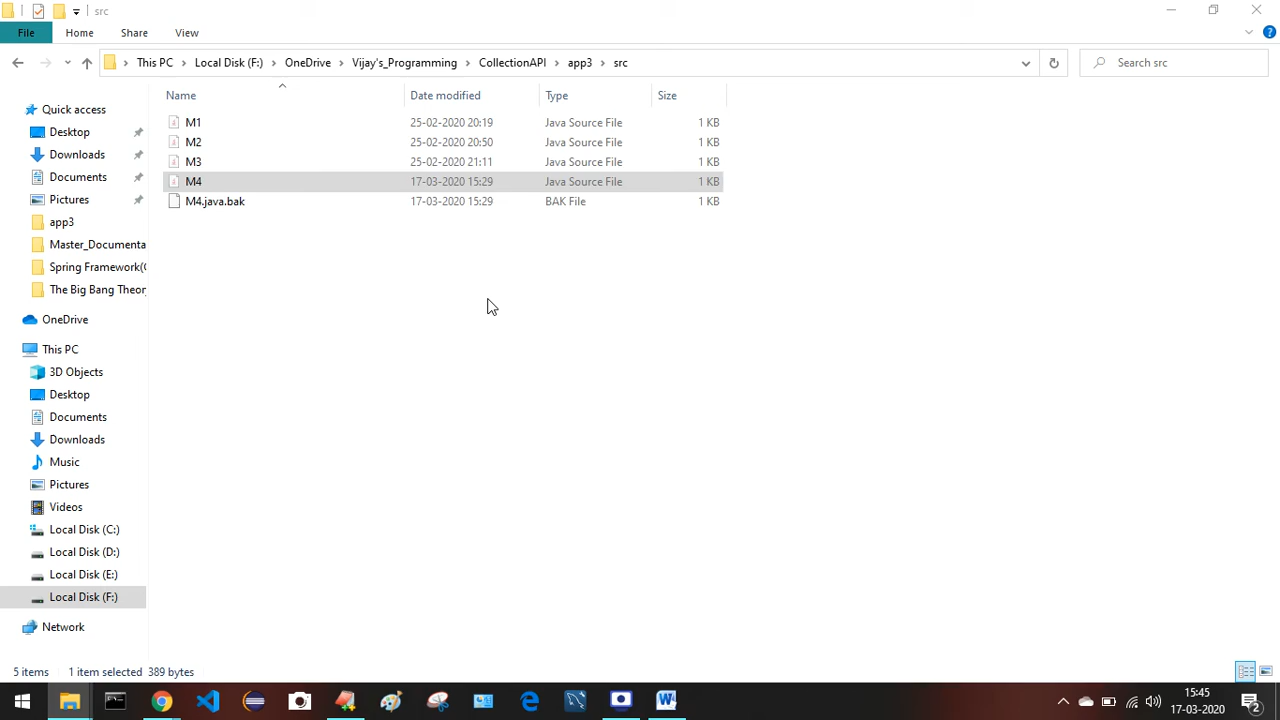 src
File Home Share View
This PC Local Disk (F:) OneDrive Vijay's_Programming CollectionAPI app3 src
Search src
Name Date modified Type Size
M1 25-02-2020 20:19 Java Source File 1 KB
M2 25-02-2020 20:50 Java Source File 1 KB
M3 25-02-2020 21:11 Java Source File 1 KB
M4 17-03-2020 15:29 Java Source File 1 KB
M4.java.bak 17-03-2020 15:29 BAK File 1 KB
Quick access
Desktop
Downloads
Documents
Pictures
app3
Master_Documenta
Spring Framework(
The Big Bang Theory
OneDrive
This PC
3D Objects
Desktop
Documents
Downloads
Music
Pictures
Videos
Local Disk (C:)
Local Disk (D:)
Local Disk (E:)
Local Disk (F:)
Network
5 items 1 item selected 389 bytes
15:45
17-03-2020
2